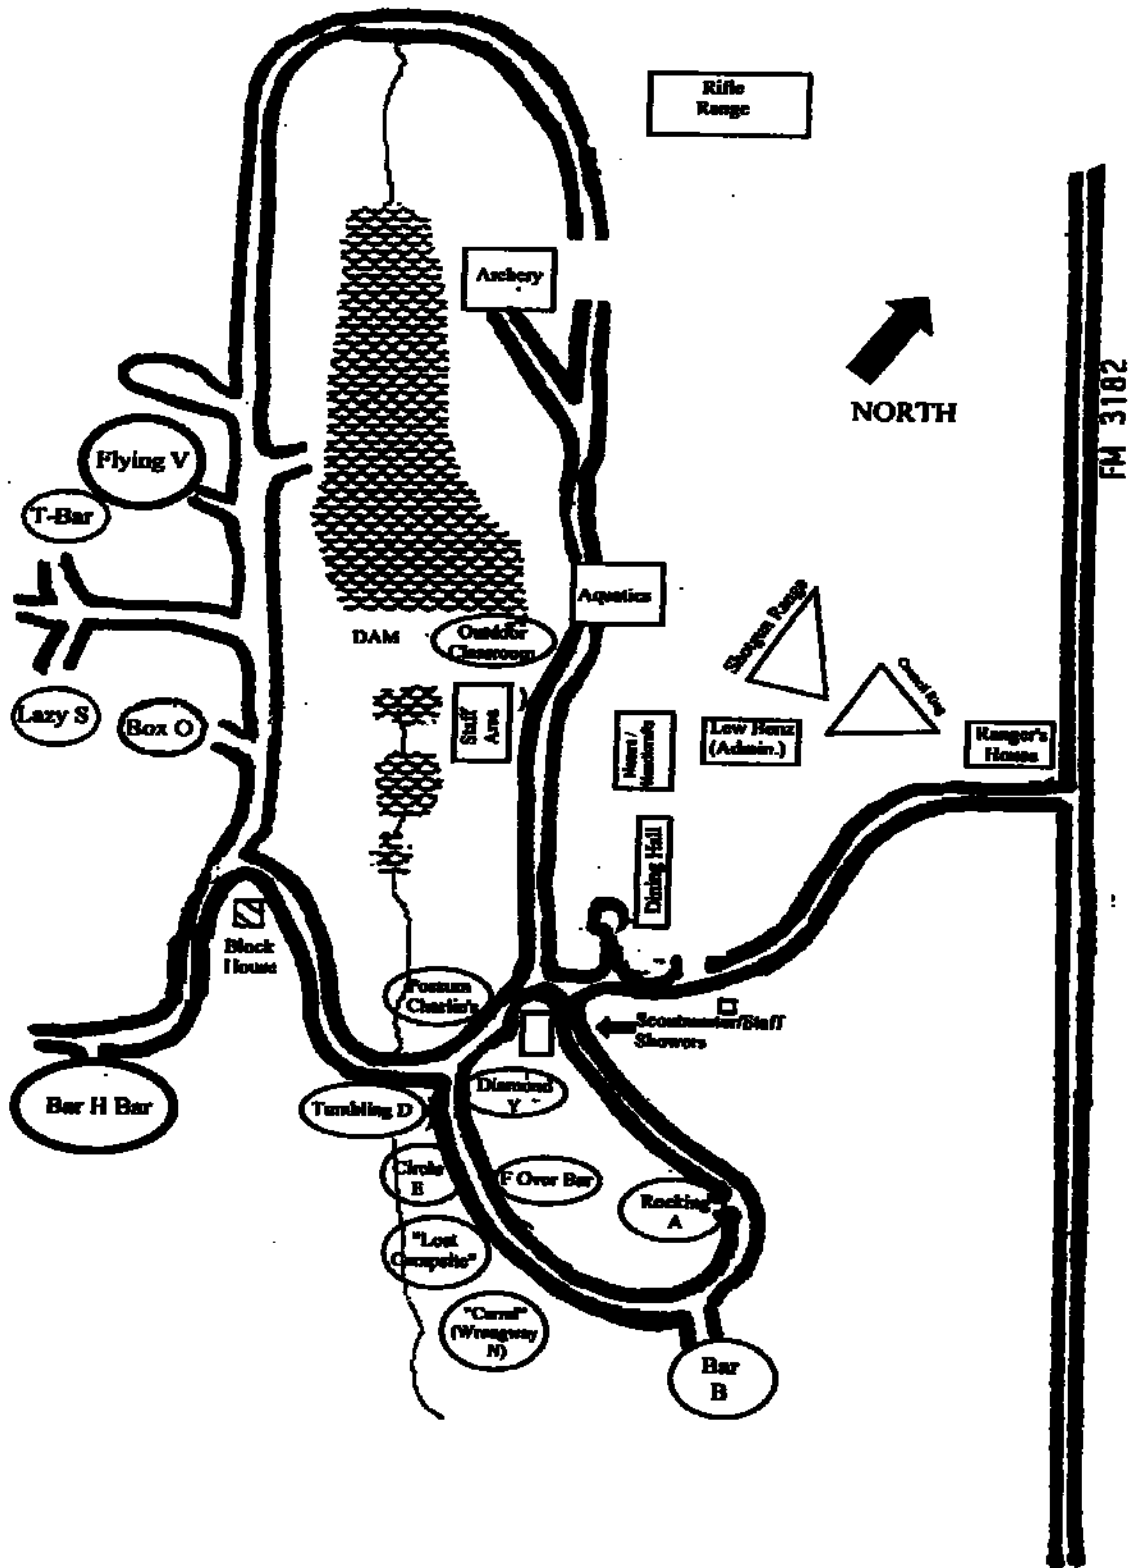 Rifle
Range
Archery
NORTH
FM 3182
Flying V
T-Bar
Aquatics
Shotgun Range
DAM
Outdoor
Classroom
Council Ring
Lazy S
Box O
Staff
Area
(Admin.)
Ranger's
House
Dining Hall
Block
House
Possum
Charlie's
Scoutmaster/Staff
Showers
Bar H Bar
Tumbling D
Diamond
Y
Circle
E
F Over Bar
Rocking
A
"Lost
Campsite"
"Corral"
(Wrongway
N)
Bar
B